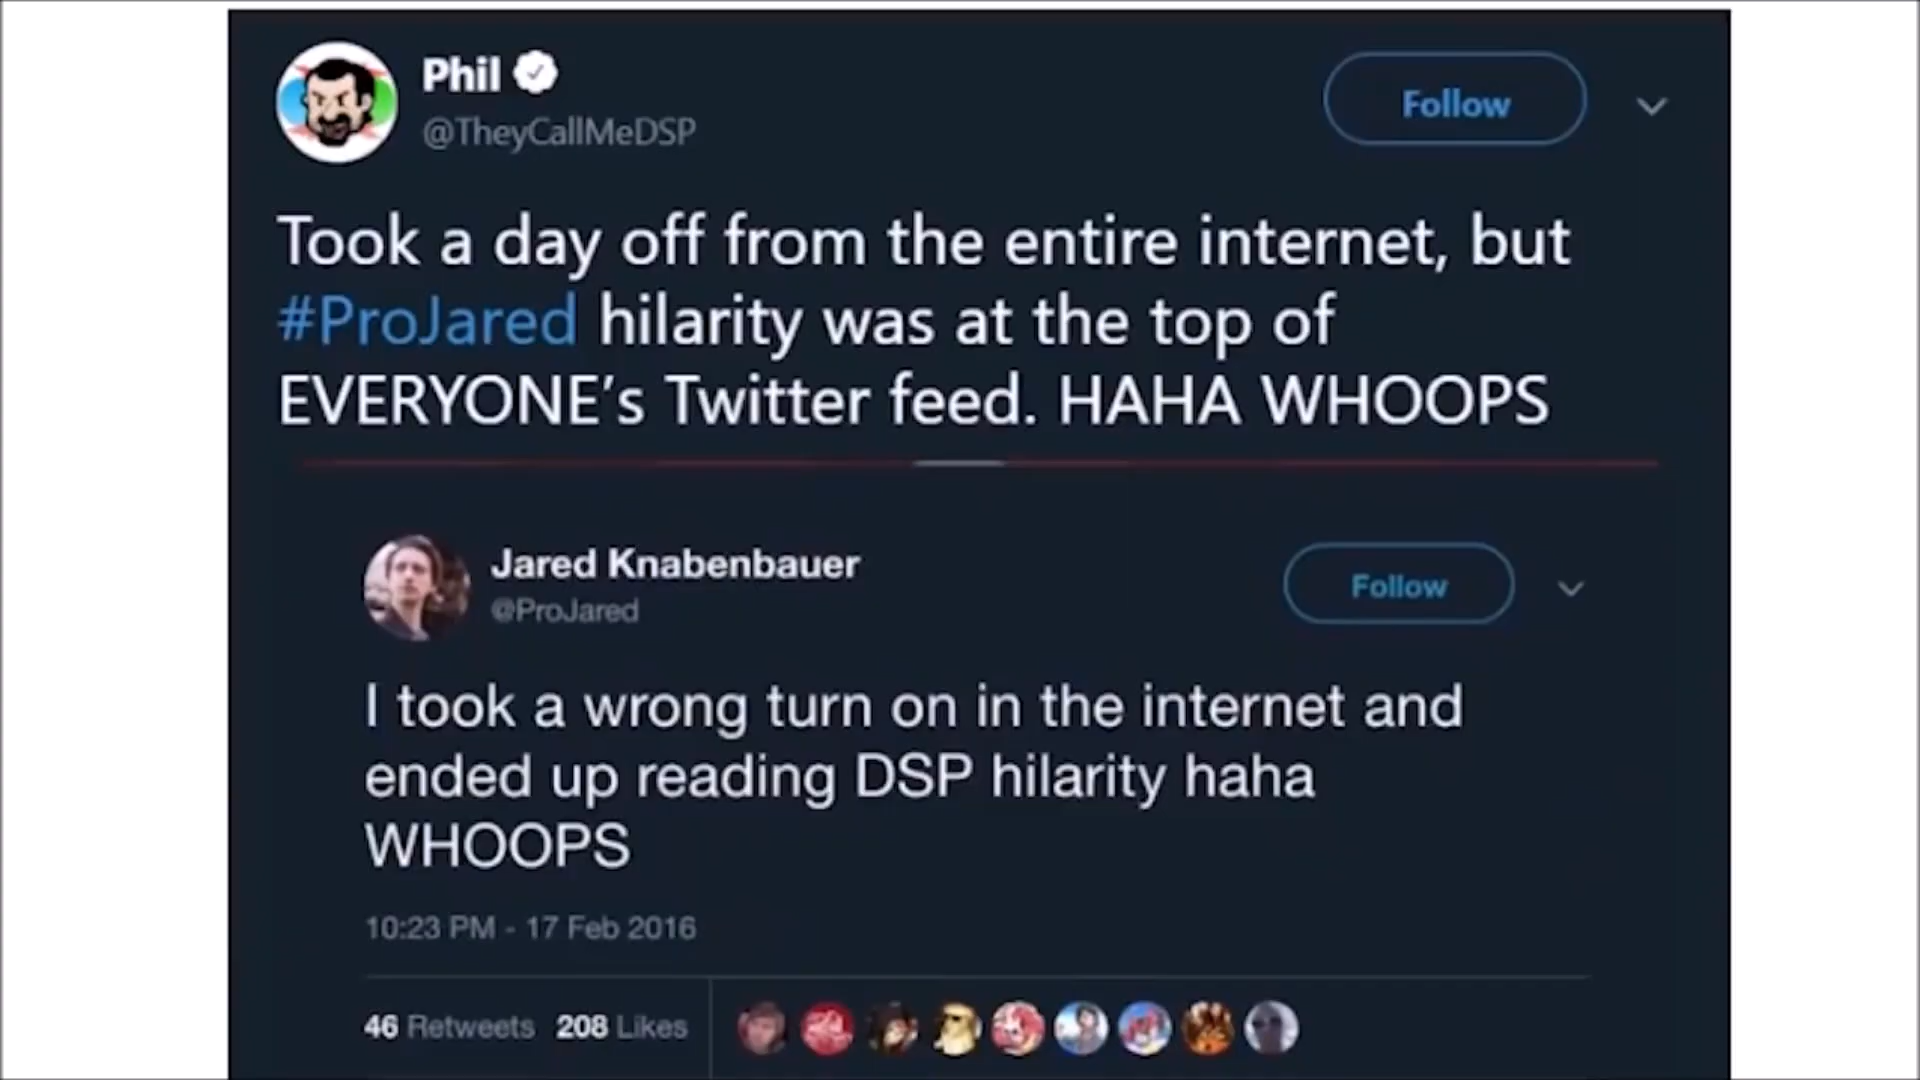 Phil
@TheyCallMeDSP
Follow
Took a day off from the entire internet, but
#ProJared hilarity was at the top of
EVERYONE's Twitter feed. HAHA WHOOPS
Jared Knabenbauer
@ProJared
Follow
I took a wrong turn on in the internet and
ended up reading DSP hilarity haha
WHOOPS
10:23 PM - 17 Feb 2016
46 Retweets 208 Likes